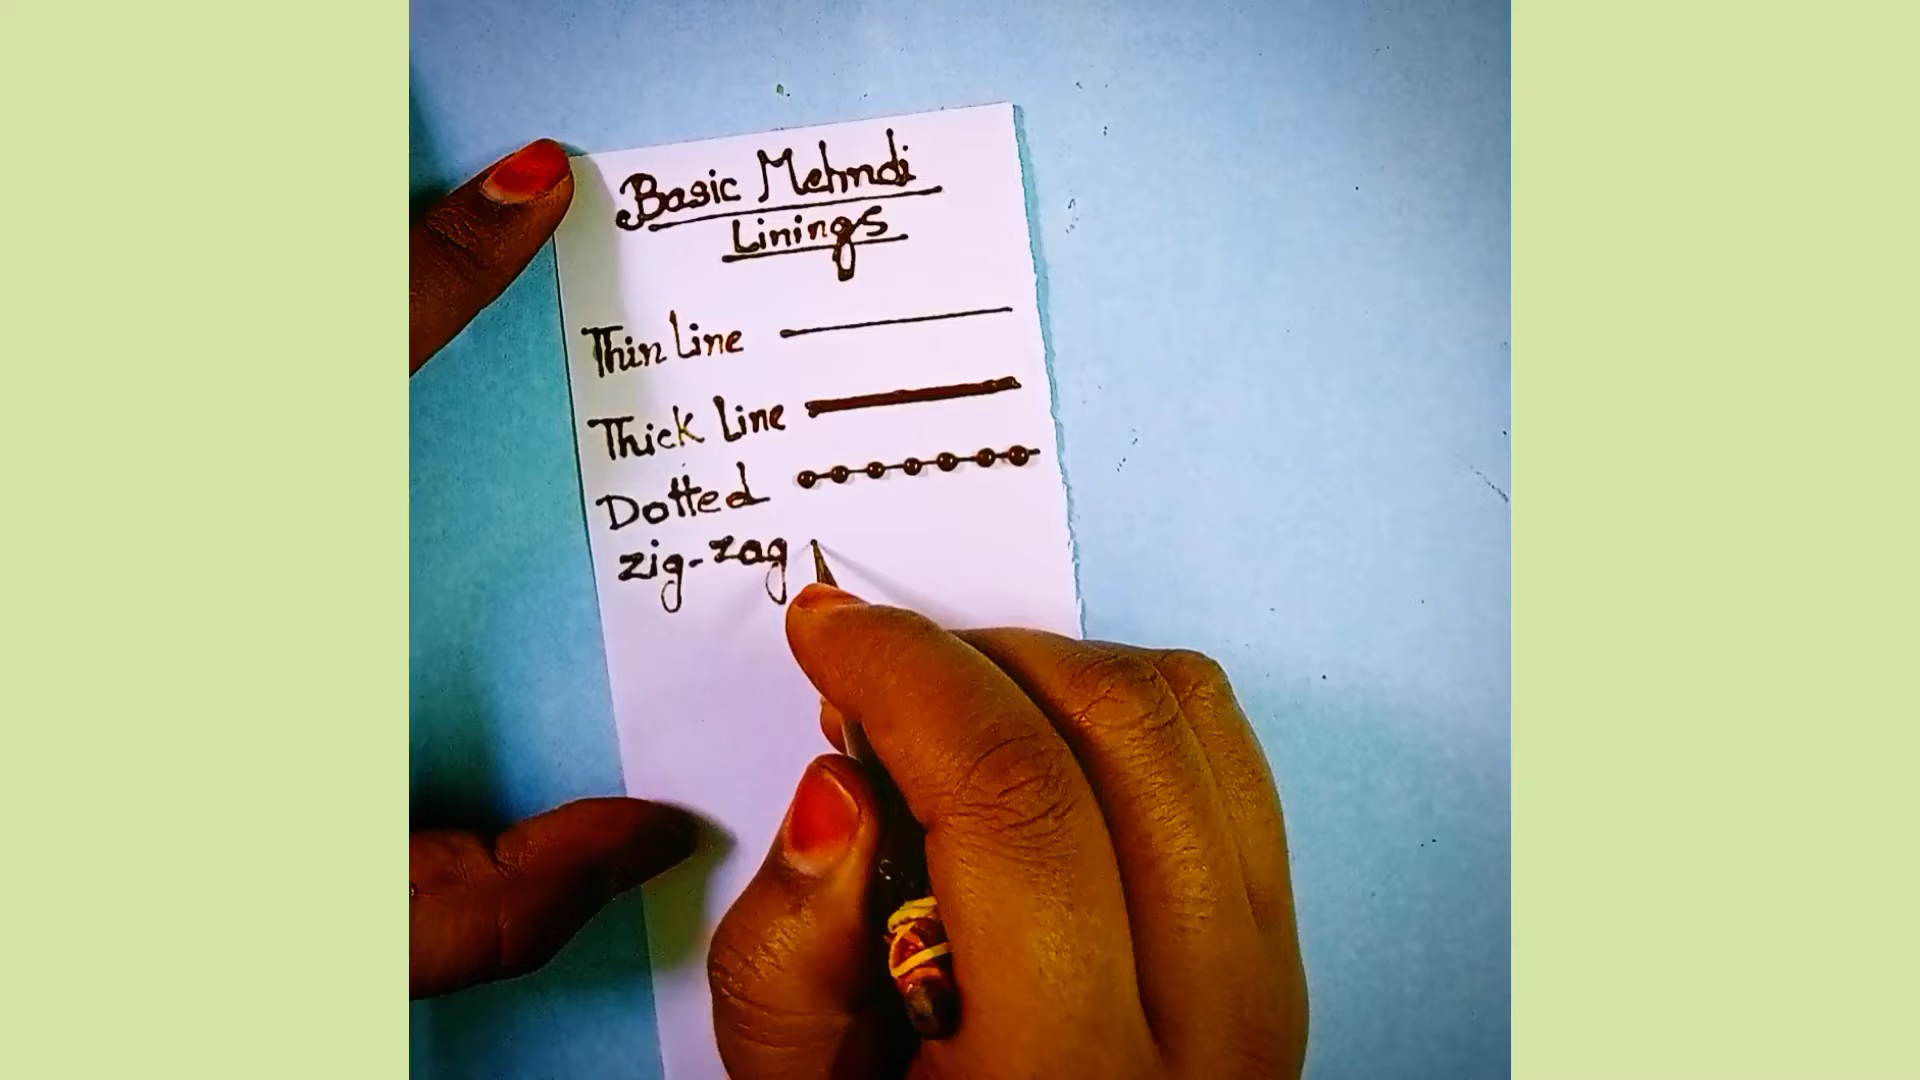 Basic Mehndi
Linings
Thin Line
Thick Line
Dotted
zig-zag